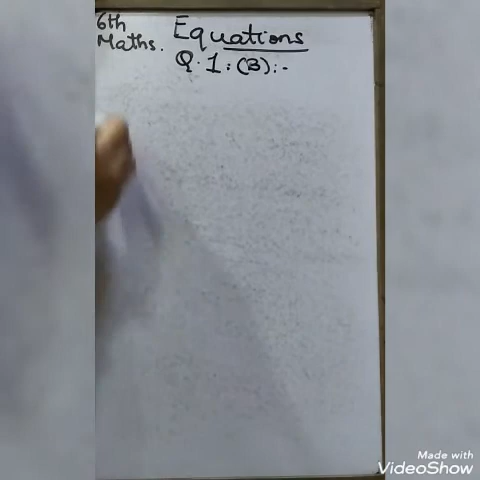 6th
Maths.
Equations
Q. 1:(B):-
Made with
VideoShow